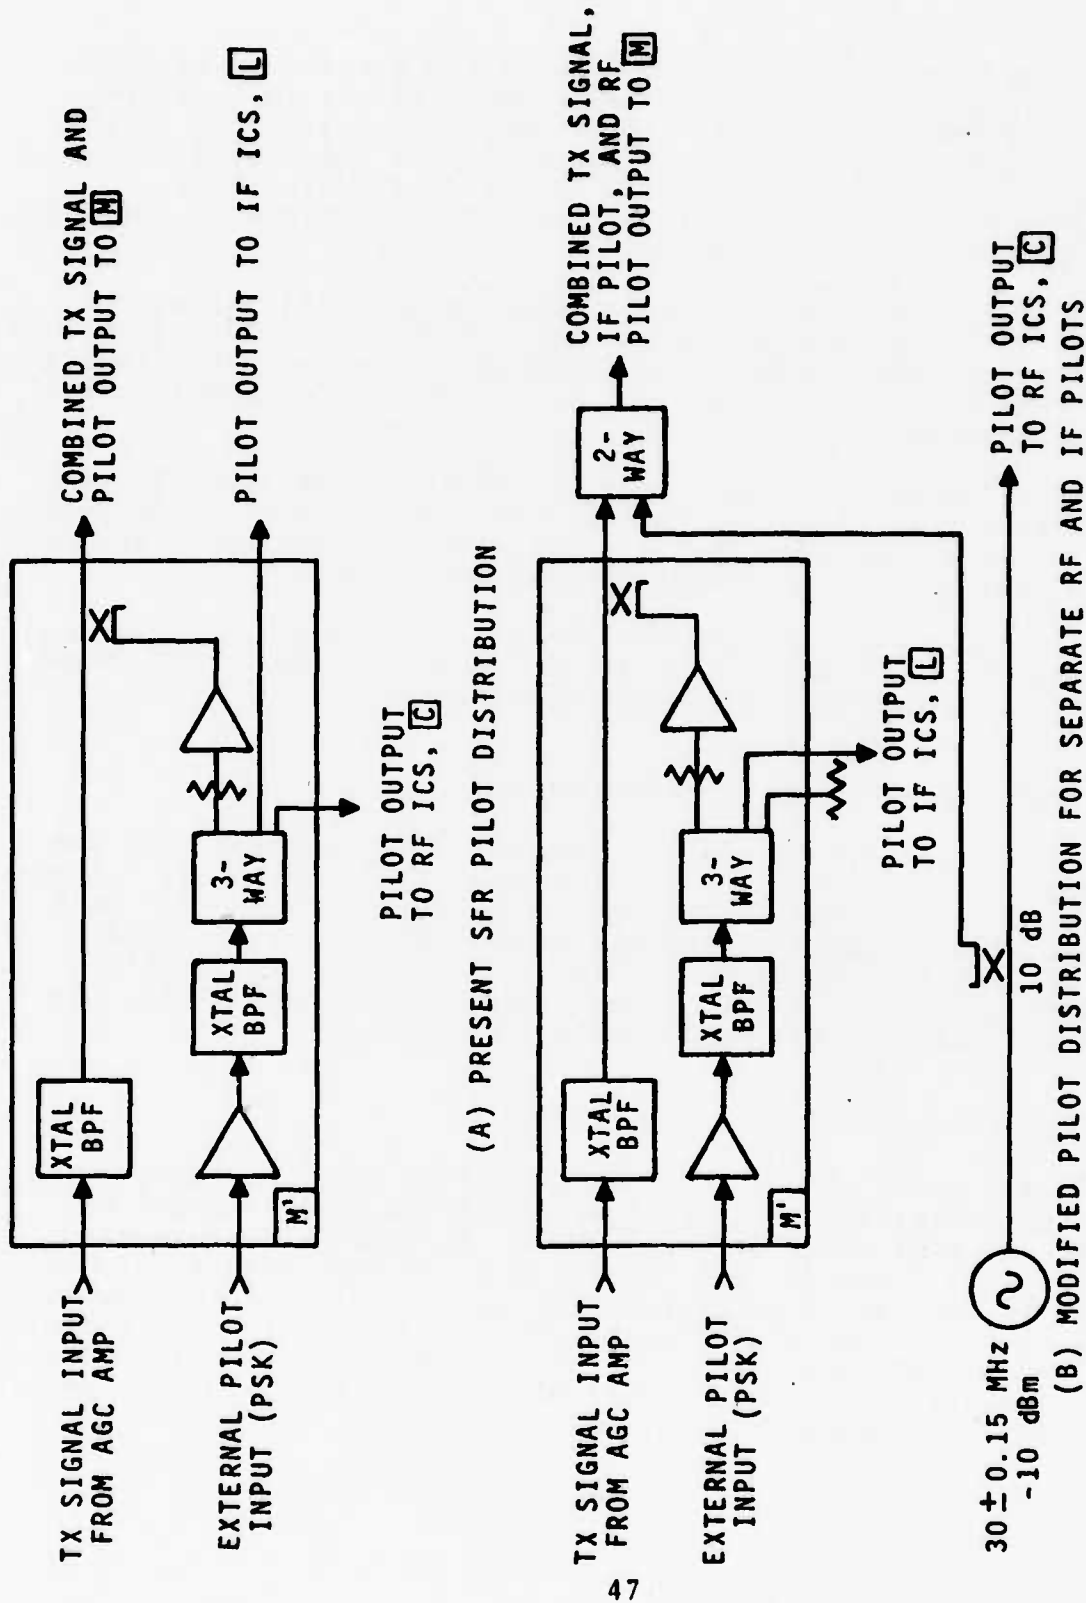 TX SIGNAL INPUT
FROM AGC AMP
EXTERNAL PILOT
INPUT (PSK)
M'
XTAL
BPF
XTAL
BPF
3-
WAY
COMBINED TX SIGNAL AND
PILOT OUTPUT TO M
PILOT OUTPUT TO IF ICS, L
PILOT OUTPUT
TO RF ICS, C
(A) PRESENT SFR PILOT DISTRIBUTION
TX SIGNAL INPUT
FROM AGC AMP
EXTERNAL PILOT
INPUT (PSK)
M'
XTAL
BPF
XTAL
BPF
3-
WAY
2-
WAY
COMBINED TX SIGNAL,
IF PILOT, AND RF
PILOT OUTPUT TO M
PILOT OUTPUT
TO IF ICS, L
30 ± 0.15 MHz
-10 dBm
10 dB
PILOT OUTPUT
TO RF ICS, C
(B) MODIFIED PILOT DISTRIBUTION FOR SEPARATE RF AND IF PILOTS
47